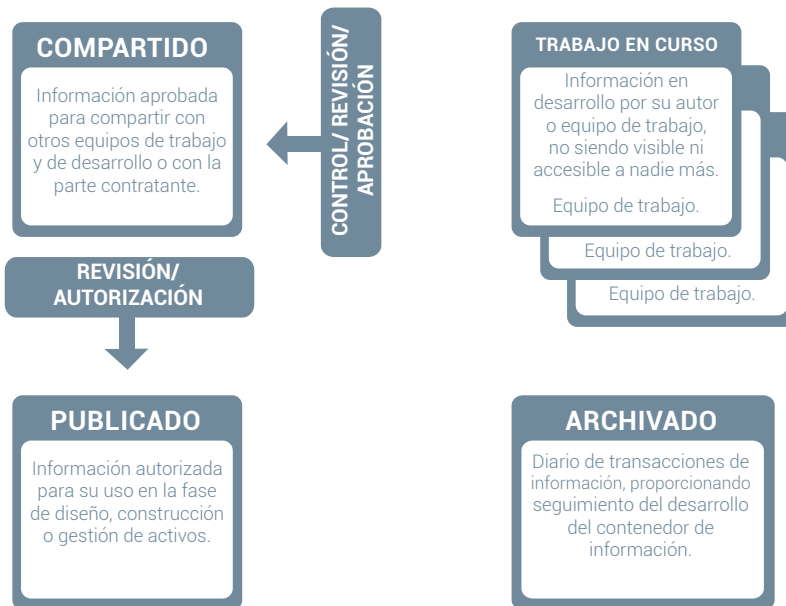 COMPARTIDO
Información aprobada
para compartir con
otros equipos de trabajo
y de desarrollo o con la
parte contratante.
CONTROL/ REVISIÓN/
APROBACIÓN
TRABAJO EN CURSO
Información en
desarrollo por su autor
o equipo de trabajo,
no siendo visible ni
accesible a nadie más.
Equipo de trabajo.
Equipo de trabajo.
Equipo de trabajo.
REVISIÓN/
AUTORIZACIÓN
PUBLICADO
Información autorizada
para su uso en la fase
de diseño, construcción
o gestión de activos.
ARCHIVADO
Diario de transacciones de
información, proporcionando
seguimiento del desarrollo
del contenedor de
información.